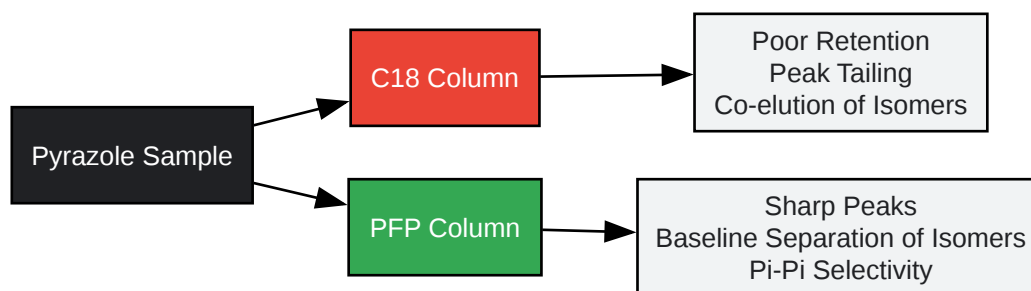 Pyrazole Sample
C18 Column
Poor Retention
Peak Tailing
Co-elution of Isomers
PFP Column
Sharp Peaks
Baseline Separation of Isomers
Pi-Pi Selectivity